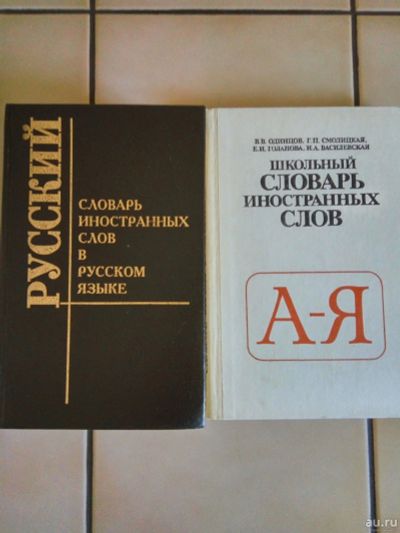 РУССКИЙ
СЛОВАРЬ
ИНОСТРАННЫХ
СЛОВ
В
РУССКОМ
ЯЗЫКЕ
В.В. ОДИНЦОВ, Г.П. СМОЛИЦКАЯ,
Е.И. ГОЛАНОВА, И.А. ВАСИЛЕВСКАЯ
ШКОЛЬНЫЙ
СЛОВАРЬ
ИНОСТРАННЫХ
СЛОВ
А-Я
au.ru